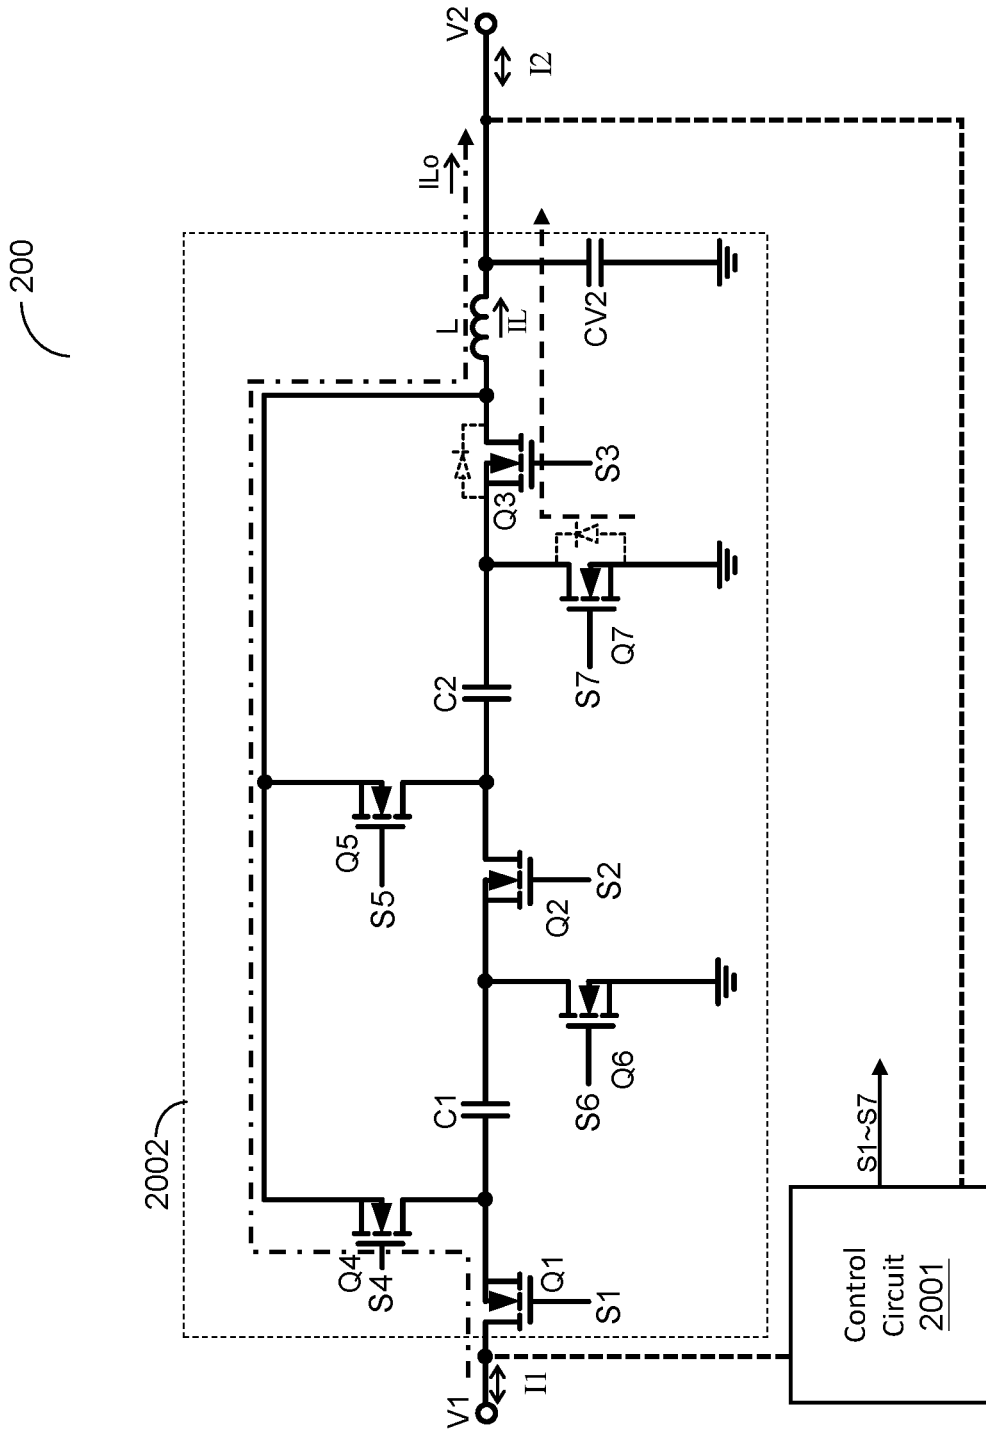 200
2002
V1
I1
Q1
S1
Q4
S4
C1
Q6
S6
Q2
S2
Q5
S5
C2
Q7
S7
Q3
S3
L
IL
CV2
ILo
V2
I2
Control
Circuit
2001
S1~S7